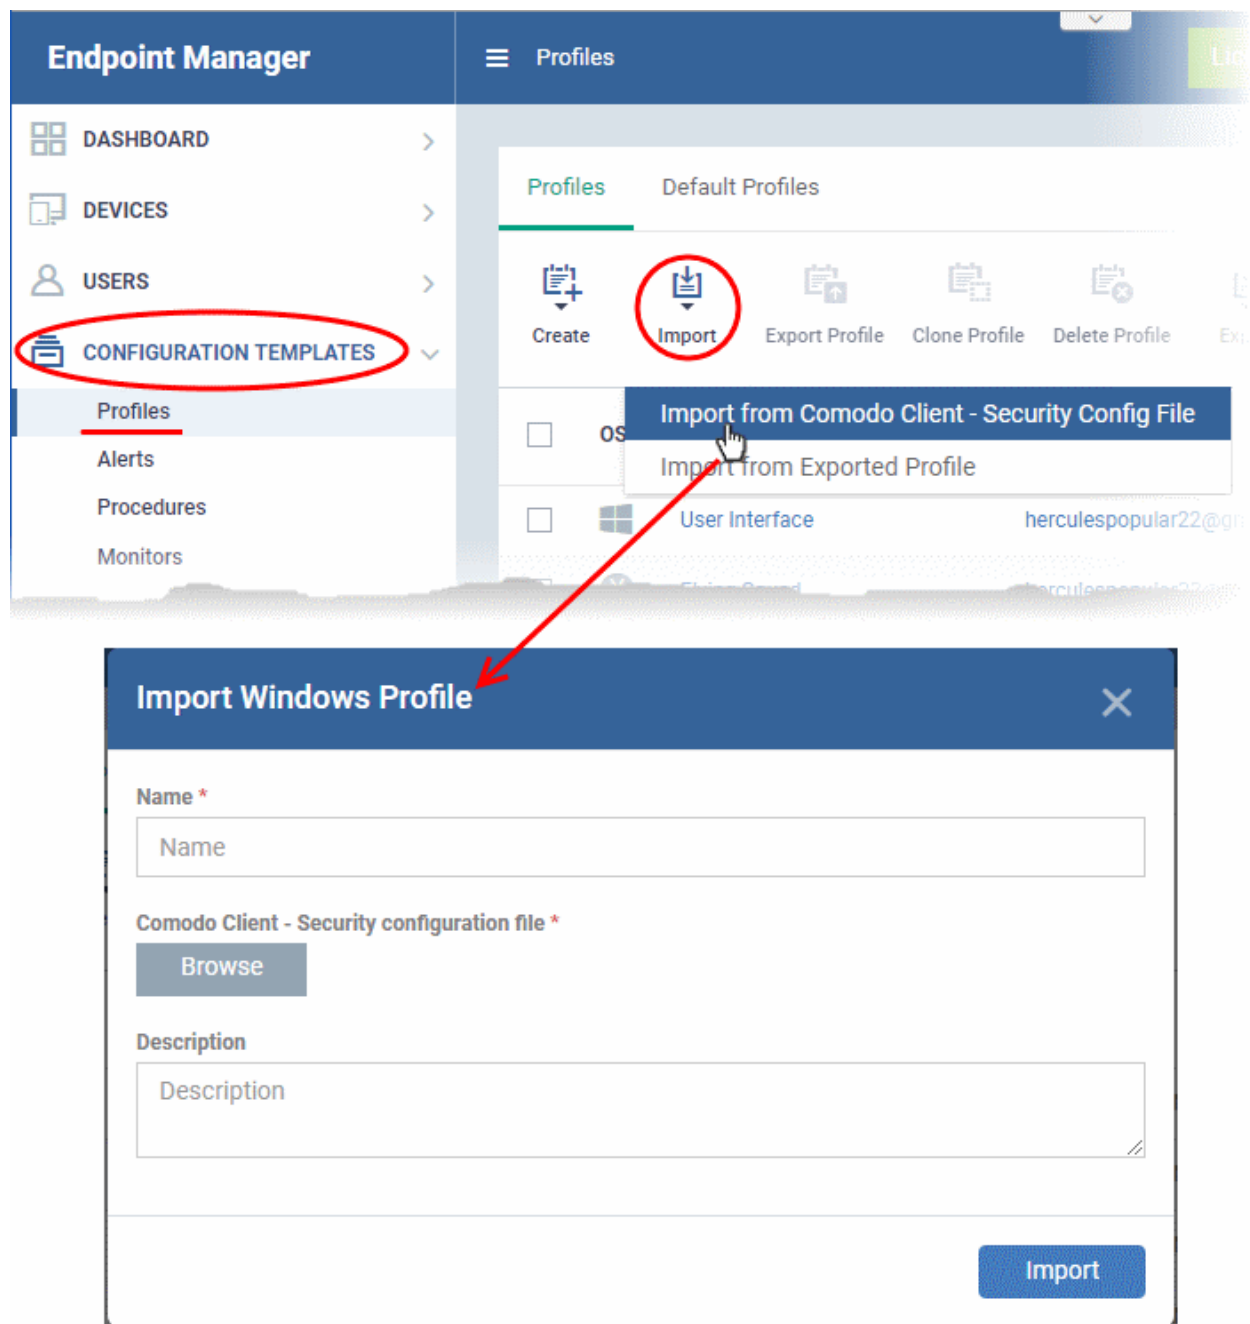 Endpoint Manager
Profiles
DASHBOARD
DEVICES
USERS
CONFIGURATION TEMPLATES
Profiles
Alerts
Procedures
Monitors
Profiles Default Profiles
Create Import Export Profile Clone Profile Delete Profile
OS
Import from Comodo Client - Security Config File
Import from Exported Profile
User Interface herculespopular22@g
Import Windows Profile
Name *
Name
Comodo Client - Security configuration file *
Browse
Description
Description
Import